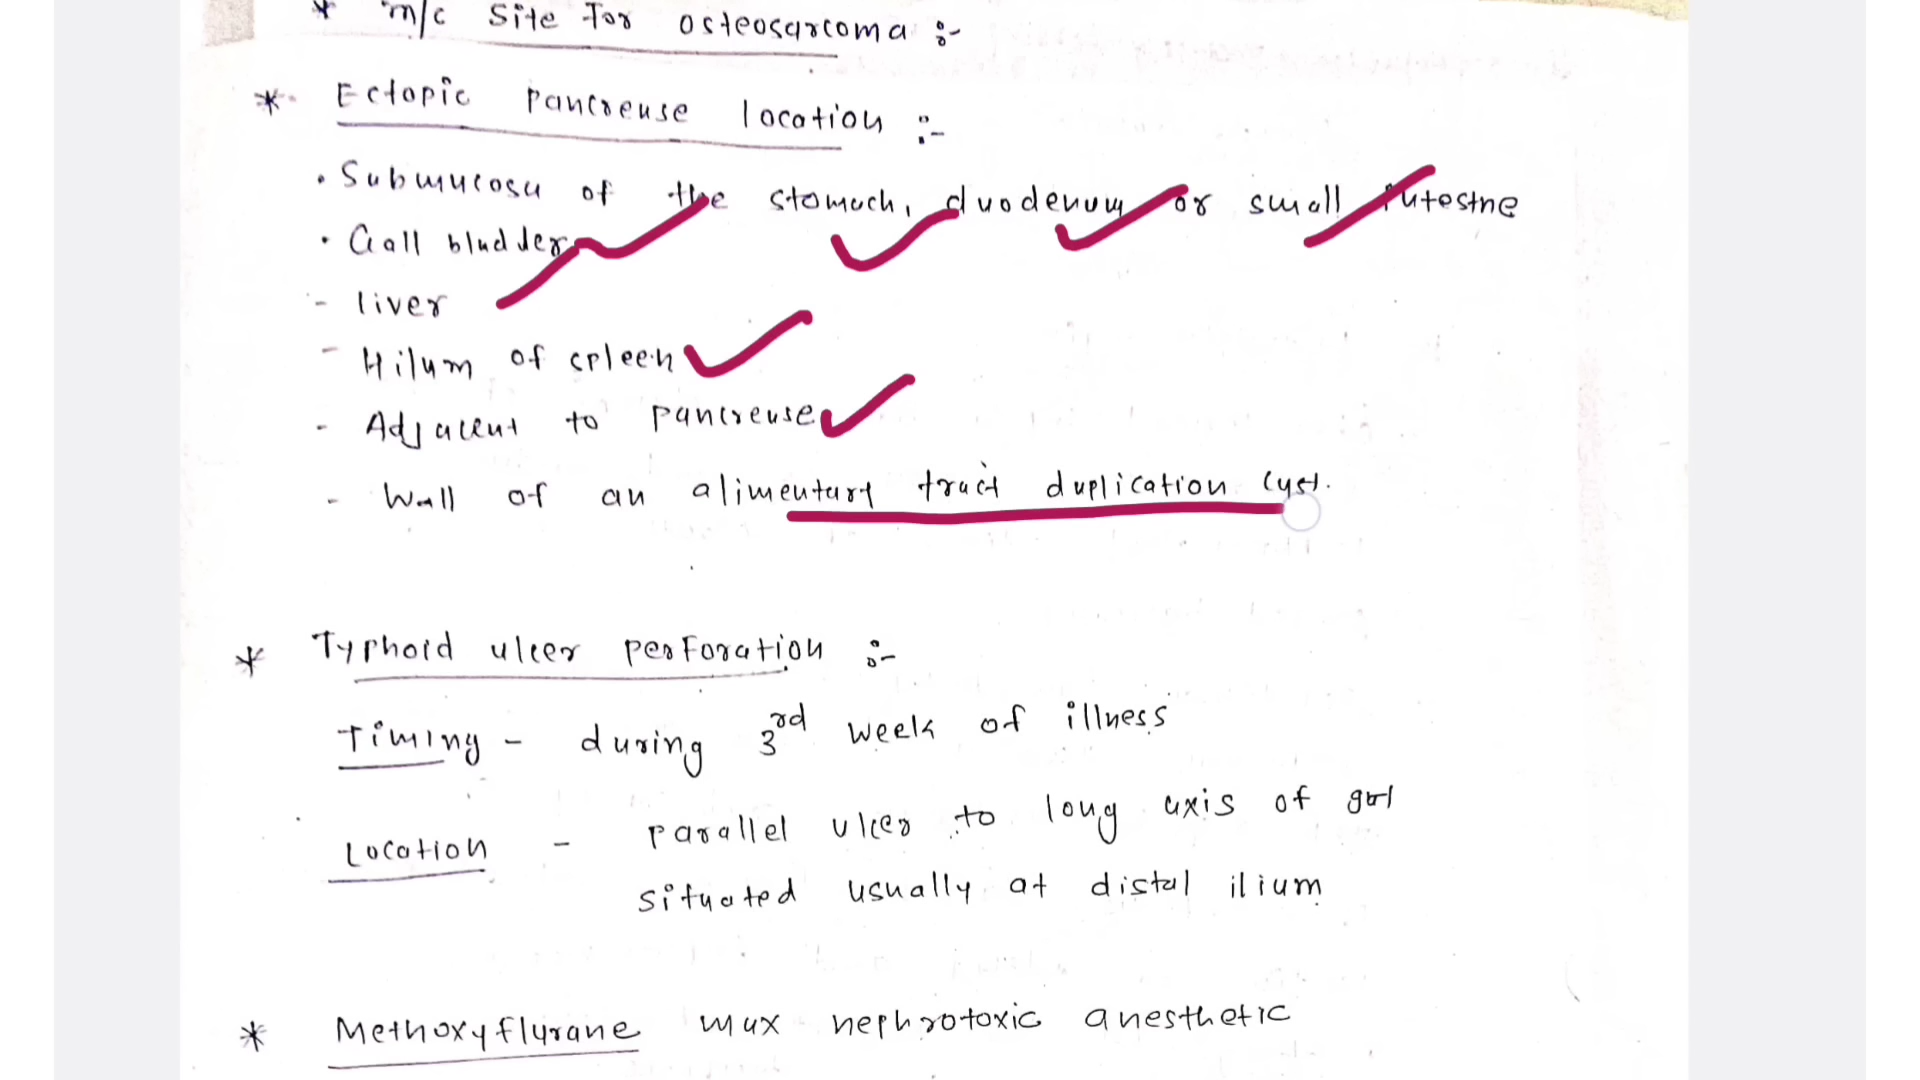 * m/c site for osteosarcoma :-
* Ectopic pancreuse location :-
• Submucosa of the stomach, duodenum or small intestne
• Gall bladder
- liver
- Hilum of spleen
- Adjacent to pancreuse
- Wall of an alimentary tract duplication cyst.
* Typhoid ulcer perforation :-
Timing - during 3rd week of illness
Location - parallel ulcer to long axis of gut
situated usually at distal ilium
* Methoxyflurane max nephrotoxic anesthetic